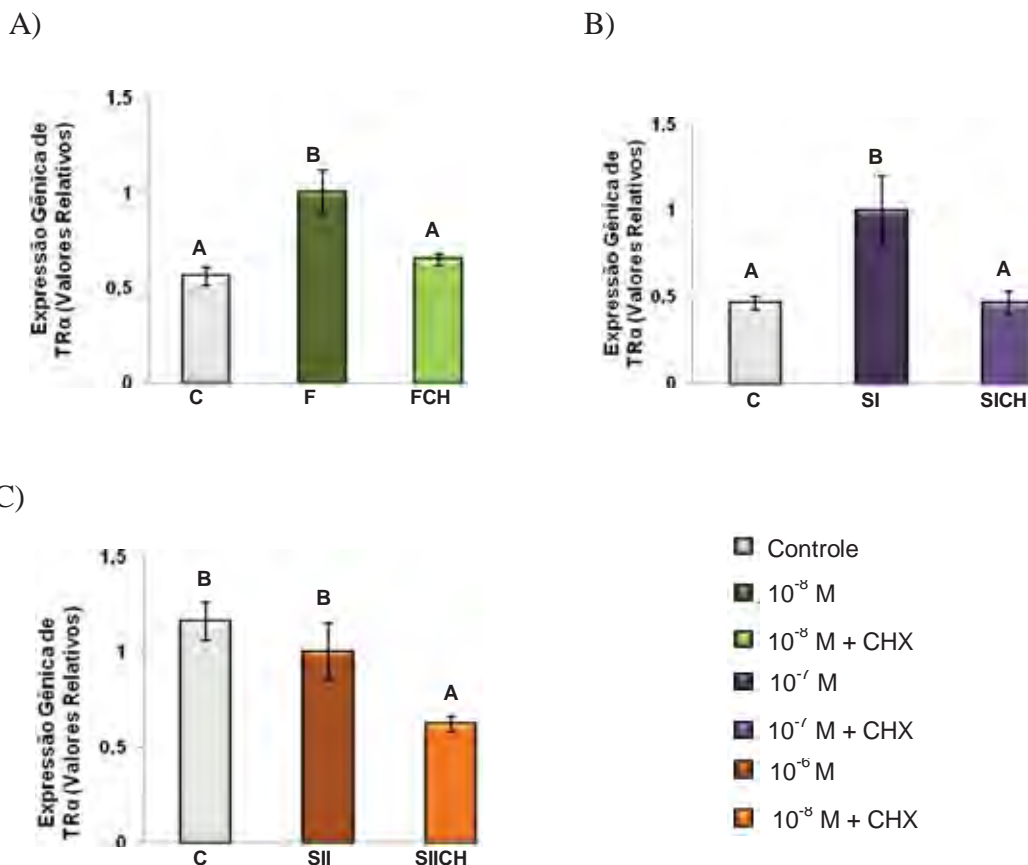 A)
Expressão Gênica de
TRα (Valores Relativos)
1.5
1
0.5
0
A
B
A
C
F
FCH
B)
Expressão Gênica de
TRα (Valores Relativos)
1.5
1
0.5
0
A
B
A
C
SI
SICH
C)
Expressão Gênica de
TRα (Valores Relativos)
1.5
1
0.5
0
B
B
A
C
SII
SIICH
Controle
10⁻⁸ M
10⁻⁸ M + CHX
10⁻⁷ M
10⁻⁷ M + CHX
10⁻⁶ M
10⁻⁸ M + CHX